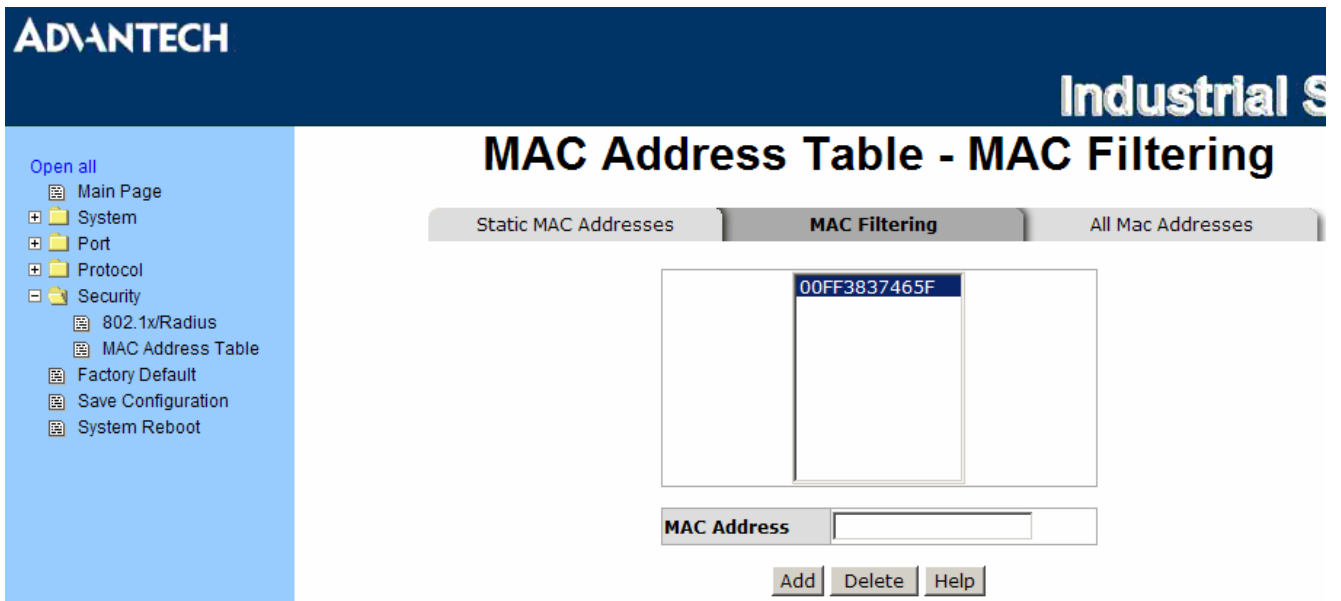 ADVANTECH
Industrial S
Open all
Main Page
System
Port
Protocol
Security
802.1x/Radius
MAC Address Table
Factory Default
Save Configuration
System Reboot
MAC Address Table - MAC Filtering
Static MAC Addresses
MAC Filtering
All Mac Addresses
00FF3837465F
MAC Address
Add
Delete
Help